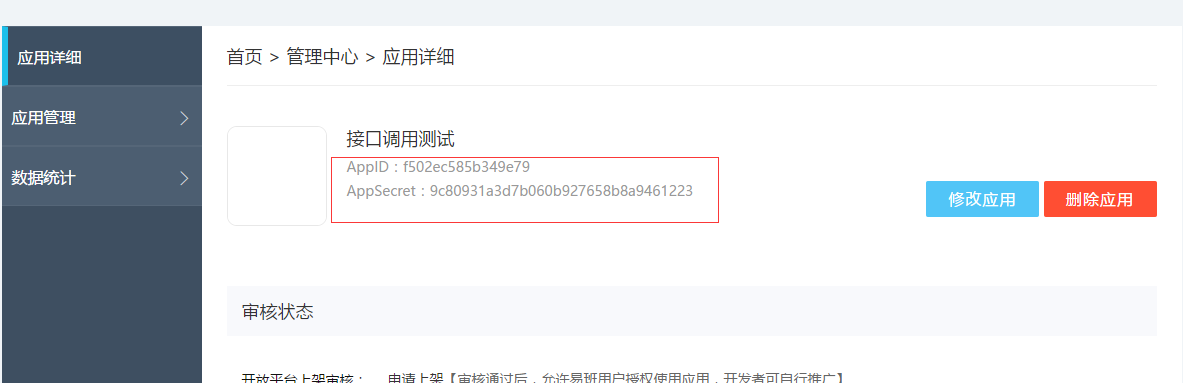 应用详细
应用管理
数据统计
首页 > 管理中心 > 应用详细
接口调用测试
AppID：f502ec585b349e79
AppSecret：9c80931a3d7b060b927658b8a9461223
修改应用
删除应用
审核状态
开放平台上架审核： 申请上架【审核通过后，允许易班用户授权使用应用，开发者可自行推广】